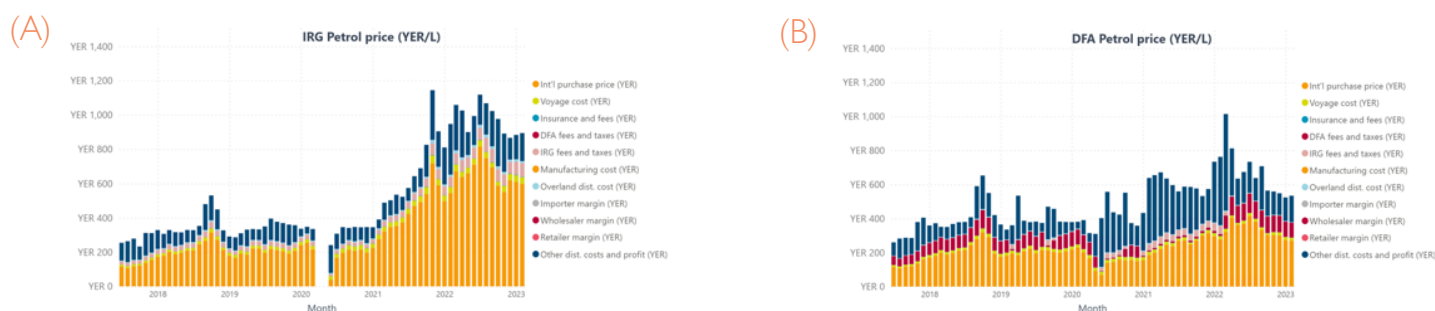 (A)
IRG Petrol price (YER/L)
YER 1,400
YER 1,200
YER 1,000
YER 800
YER 600
YER 400
YER 200
YER 0
2018 2019 2020 2021 2022 2023
Month
Int'l purchase price (YER)
Voyage cost (YER)
Insurance and fees (YER)
DFA fees and taxes (YER)
IRG fees and taxes (YER)
Manufacturing cost (YER)
Overland dist. cost (YER)
Importer margin (YER)
Wholesaler margin (YER)
Retailer margin (YER)
Other dist. costs and profit (YER)
(B)
DFA Petrol price (YER/L)
YER 1,400
YER 1,200
YER 1,000
YER 800
YER 600
YER 400
YER 200
YER 0
2018 2019 2020 2021 2022 2023
Month
Int'l purchase price (YER)
Voyage cost (YER)
Insurance and fees (YER)
DFA fees and taxes (YER)
IRG fees and taxes (YER)
Manufacturing cost (YER)
Overland dist. cost (YER)
Importer margin (YER)
Wholesaler margin (YER)
Retailer margin (YER)
Other dist. costs and profit (YER)